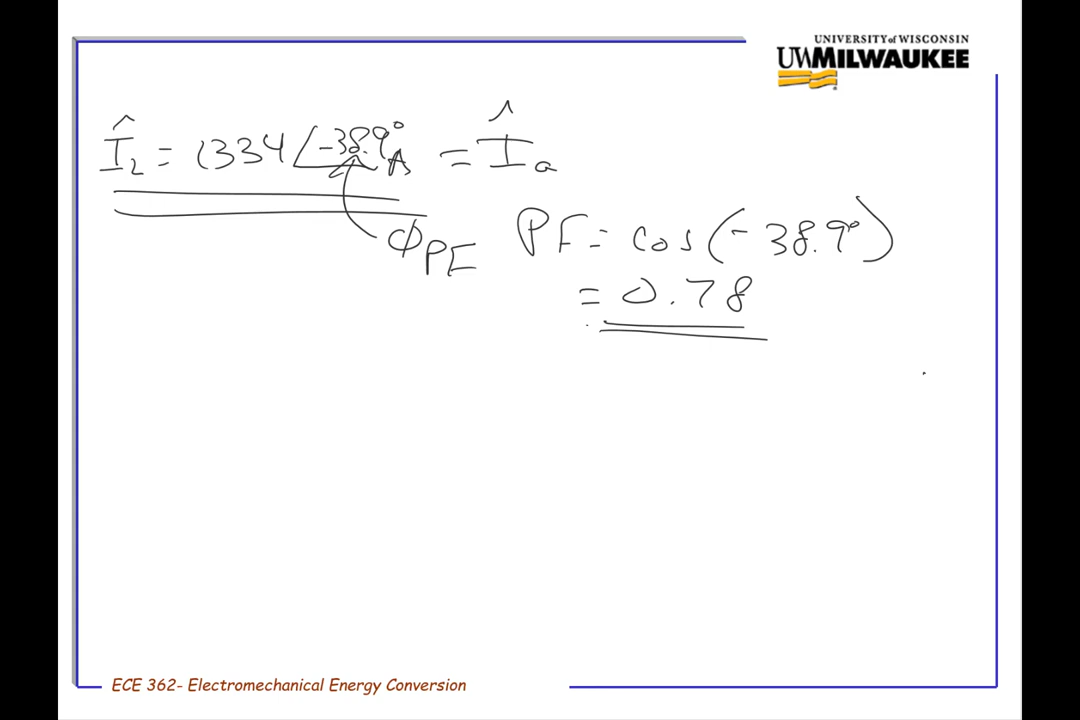 UNIVERSITY of WISCONSIN
UWMILWAUKEE
Î₂ = 1334∠-38.9° A = Îₐ
ϕ_PF
PF = cos(-38.9°)
= 0.78
ECE 362- Electromechanical Energy Conversion